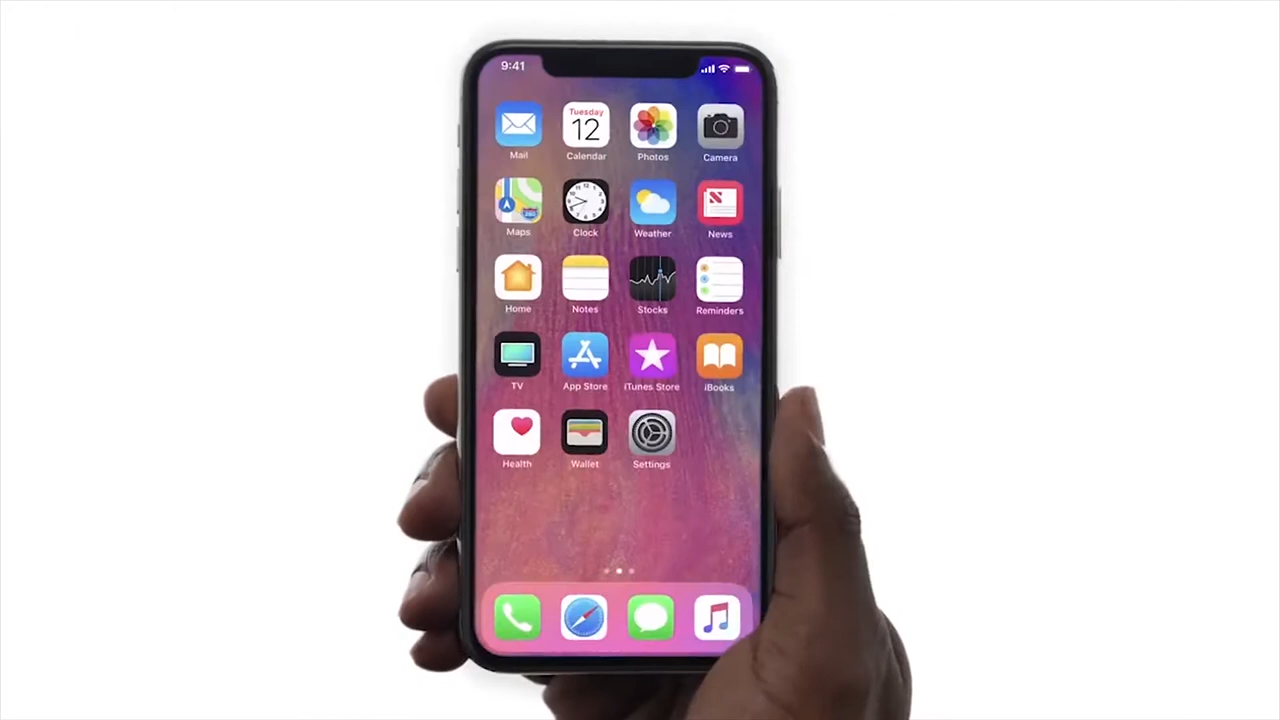 9:41
Tuesday
12
Mail
Calendar
Photos
Camera
280
Maps
Clock
Weather
News
Home
Notes
Stocks
Reminders
TV
App Store
iTunes Store
iBooks
Health
Wallet
Settings